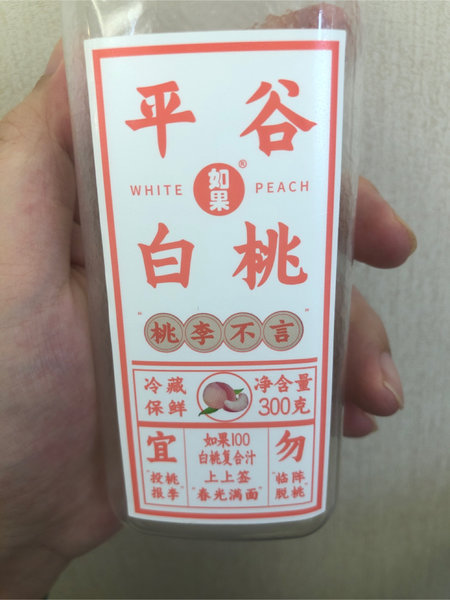 平谷
WHITE 如果® PEACH
白桃
"桃李不言"
冷藏
保鲜
净含量
300克
宜
"投桃
报李"
如果100
白桃复合汁
上上签
"春光满面"
勿
"临阵
脱桃"